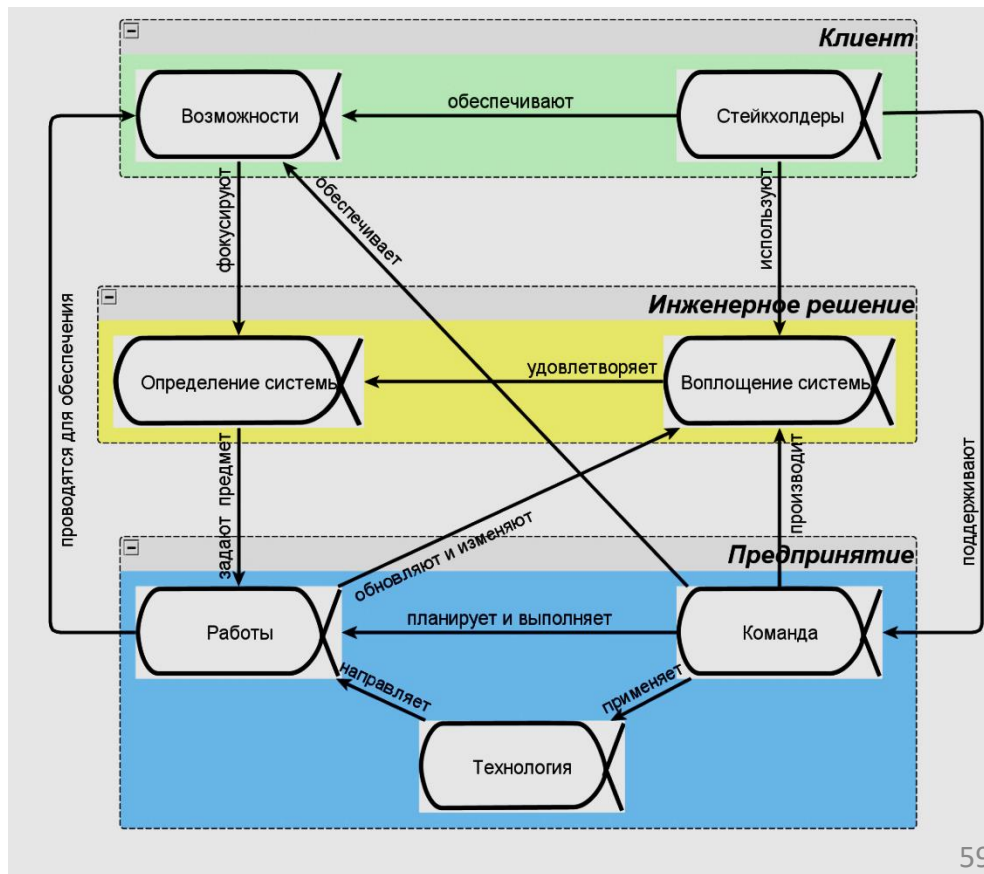 Клиент
Возможности
обеспечивают
Стейкхолдеры
фокусируют
обеспечивает
используют
проводятся для обеспечения
поддерживают
Инженерное решение
Определение системы
удовлетворяет
Воплощение системы
задают предмет
обновляют и изменяют
производит
Предприятие
Работы
планирует и выполняет
Команда
направляет
применяет
Технология
59